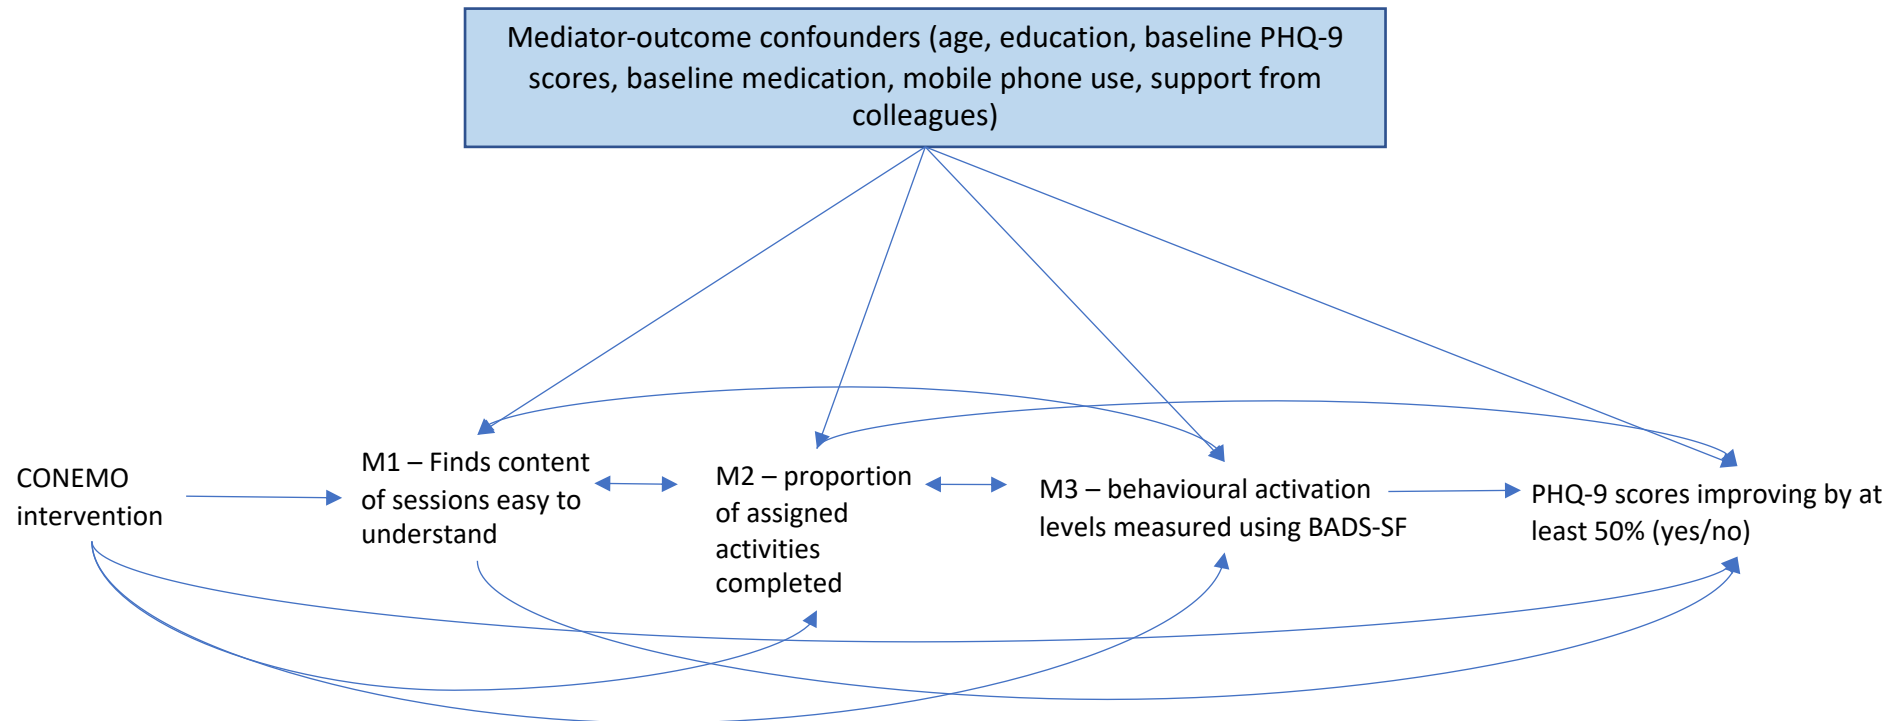 Mediator-outcome confounders (age, education, baseline PHQ-9
scores, baseline medication, mobile phone use, support from
colleagues)
CONEMO
intervention
M1 – Finds content
of sessions easy to
understand
M2 – proportion
of assigned
activities
completed
M3 – behavioural activation
levels measured using BADS-SF
PHQ-9 scores improving by at
least 50% (yes/no)